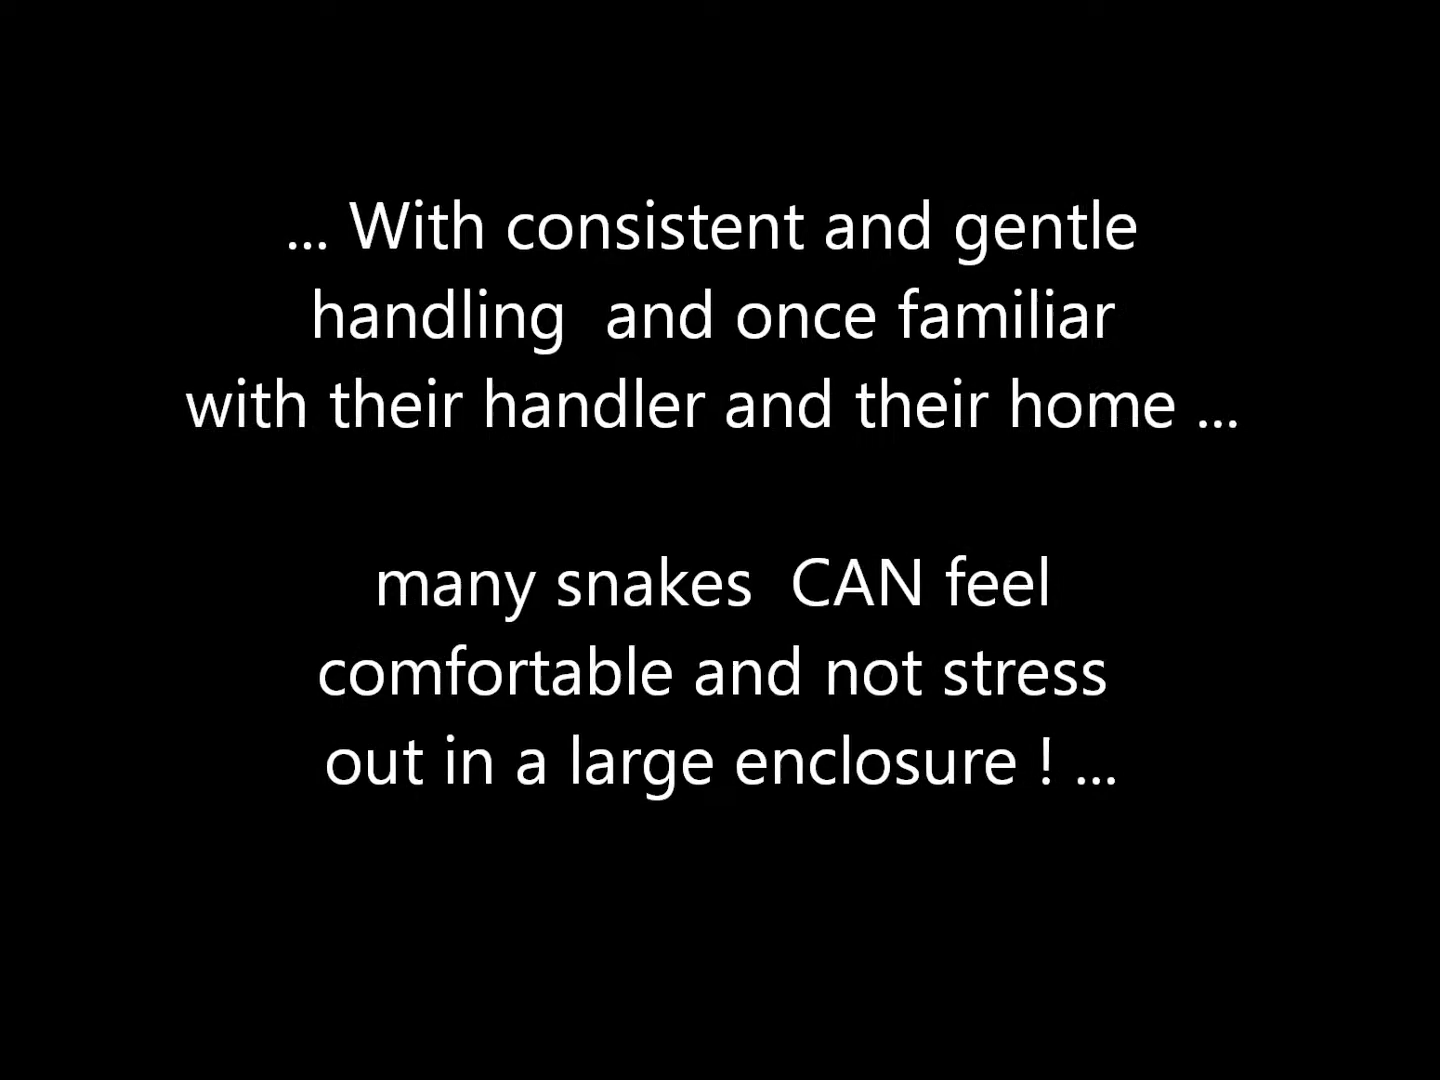 ... With consistent and gentle
handling  and once familiar
with their handler and their home ...
many snakes  CAN feel
comfortable and not stress
out in a large enclosure ! ...